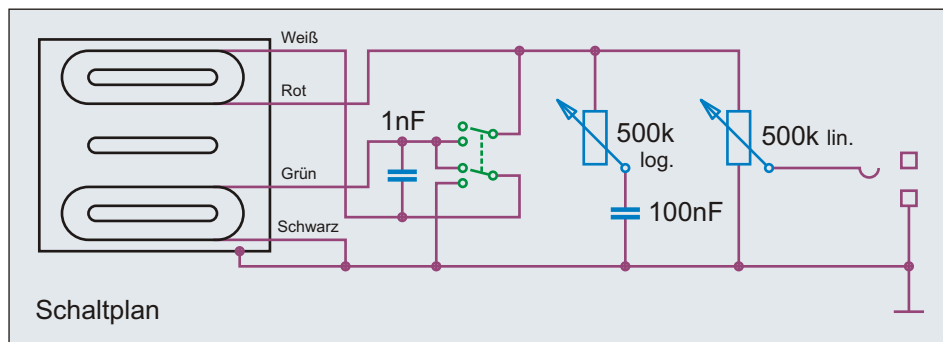 Weiß
Rot
1nF
500k
log.
500k lin.
Grün
100nF
Schwarz
Schaltplan